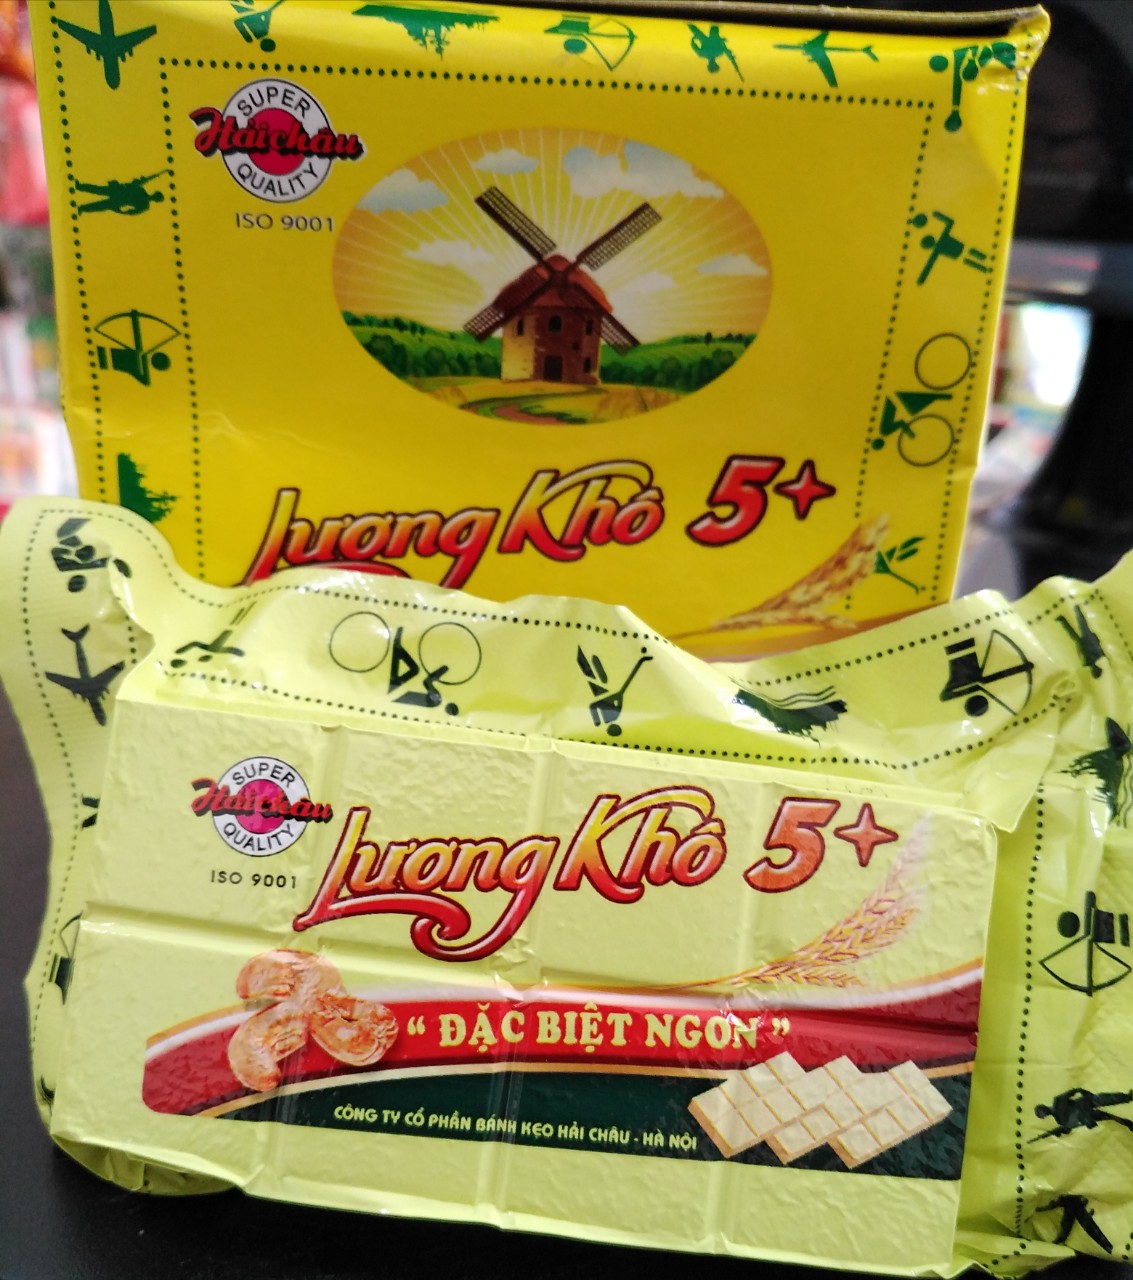 SUPER
Hải châu
QUALITY
ISO 9001
Lương Khô 5+
SUPER
Hải châu
QUALITY
ISO 9001
Lương Khô 5+
“ ĐẶC BIỆT NGON ”
CÔNG TY CỔ PHẦN BÁNH KẸO HẢI CHÂU - HÀ NỘI